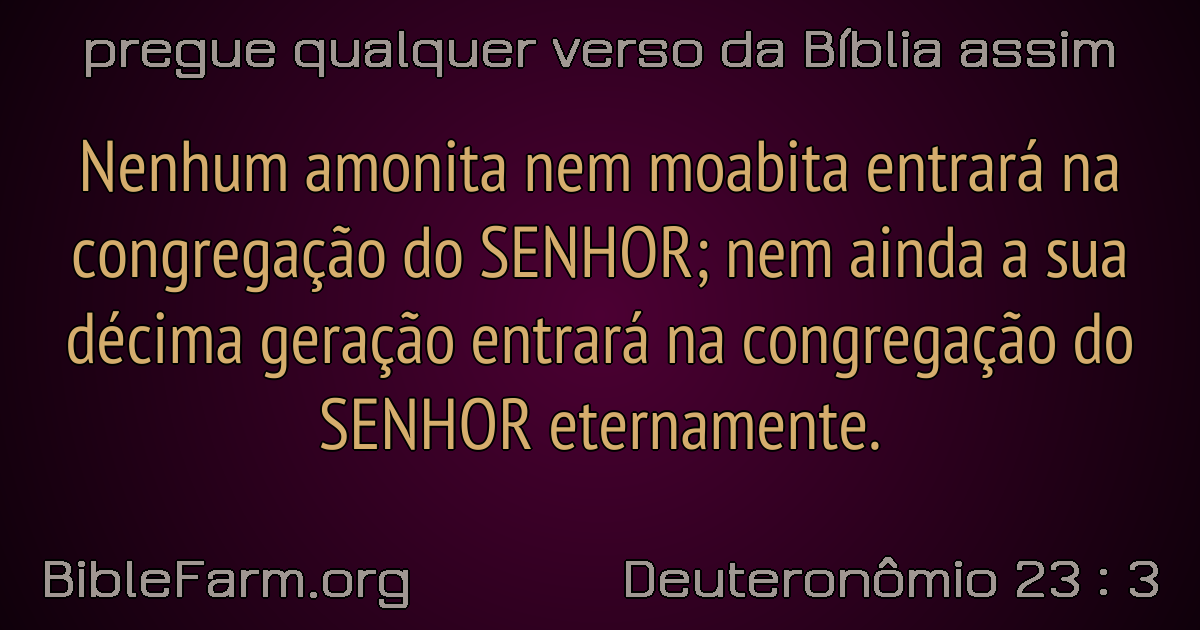 pregue qualquer verso da Bíblia assim
Nenhum amonita nem moabita entrará na
congregação do SENHOR; nem ainda a sua
décima geração entrará na congregação do
SENHOR eternamente.
BibleFarm.org
Deuteronômio 23 : 3